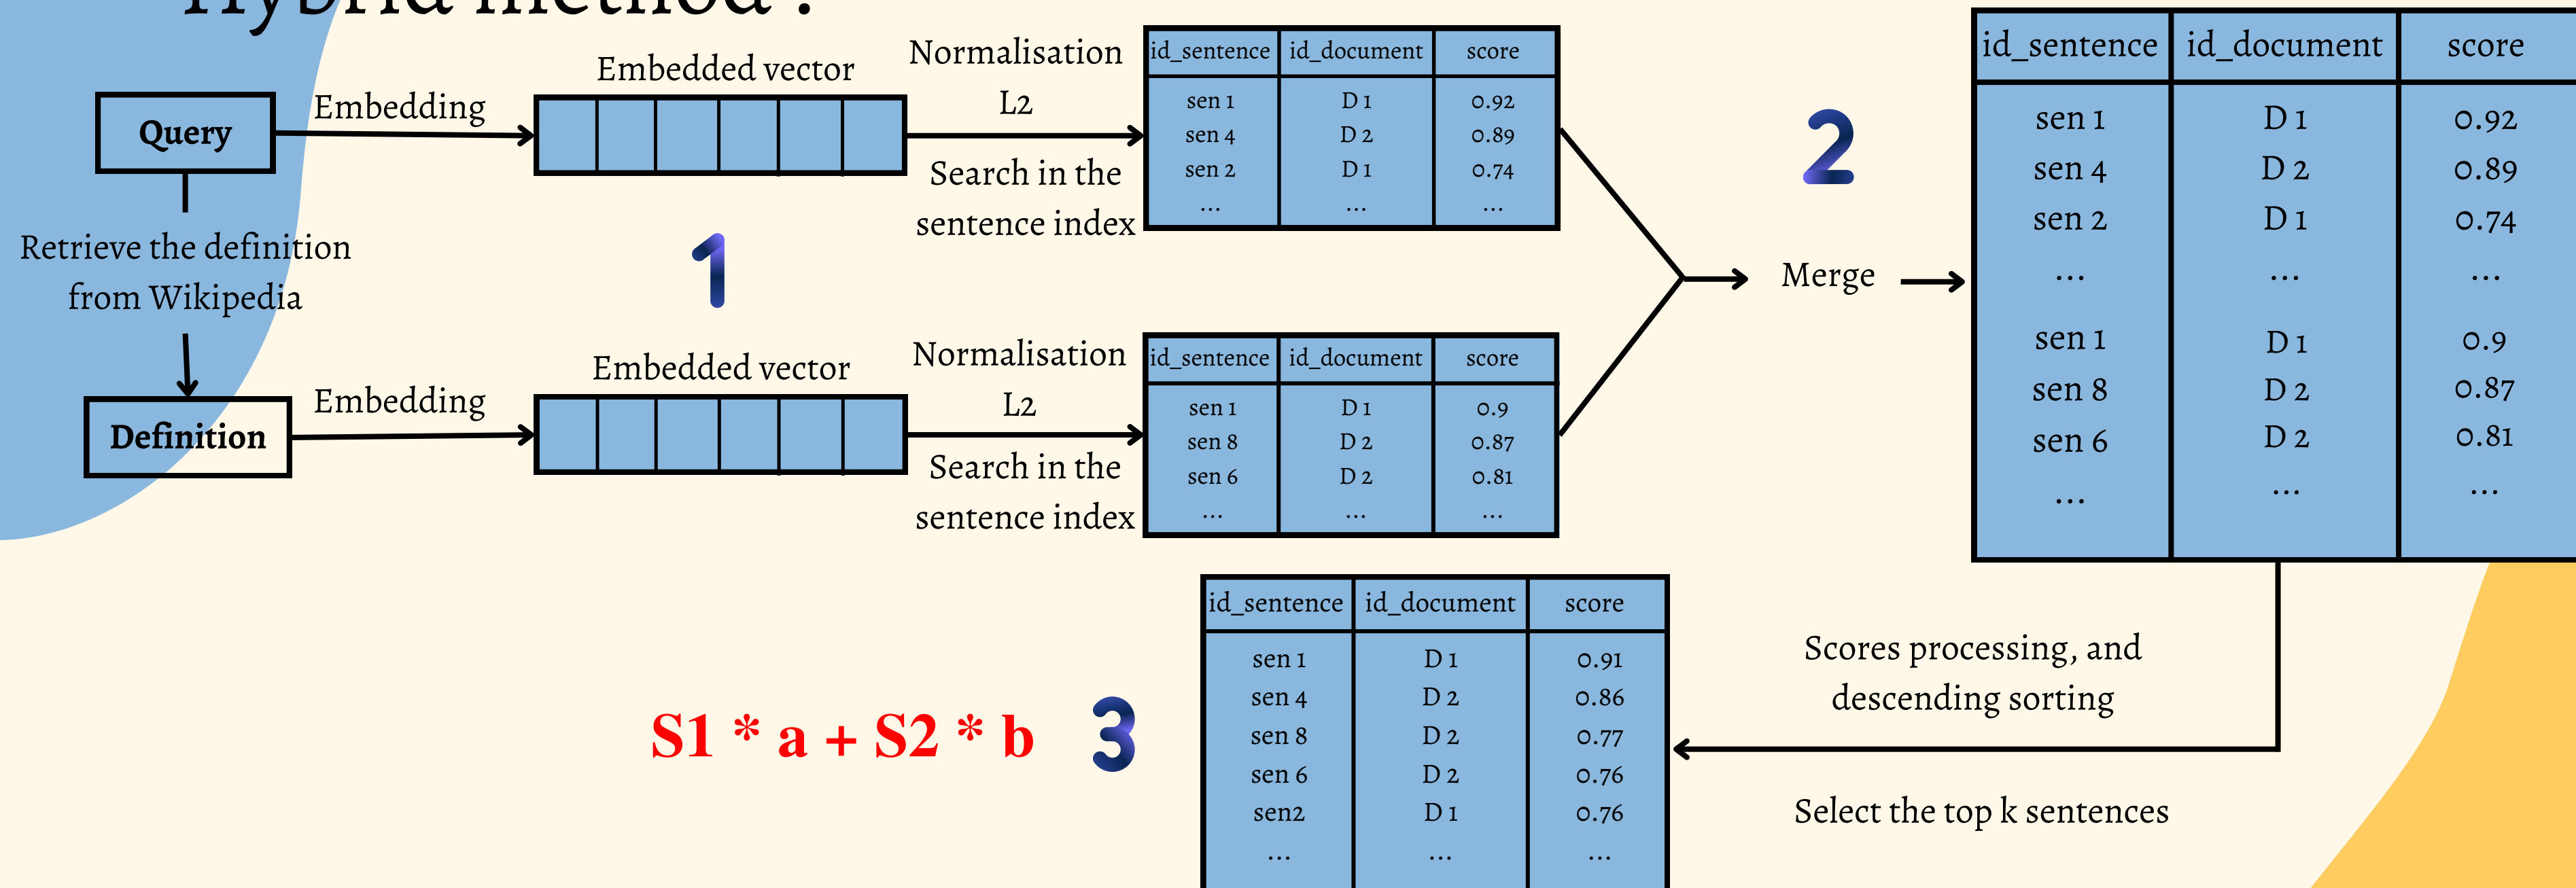 Hybrid method :
Query
Embedding
Embedded vector
Normalisation
L2
Search in the
sentence index
id_sentence id_document score
sen 1 D 1 0.92
sen 4 D 2 0.89
sen 2 D 1 0.74
... ... ...
Retrieve the definition
from Wikipedia
1
Definition
Embedding
Embedded vector
Normalisation
L2
Search in the
sentence index
id_sentence id_document score
sen 1 D 1 0.9
sen 8 D 2 0.87
sen 6 D 2 0.81
... ... ...
2
Merge
id_sentence id_document score
sen 1 D 1 0.92
sen 4 D 2 0.89
sen 2 D 1 0.74
... ... ...
sen 1 D 1 0.9
sen 8 D 2 0.87
sen 6 D 2 0.81
... ... ...
Scores processing, and
descending sorting
Select the top k sentences
S1 * a + S2 * b
3
id_sentence id_document score
sen 1 D 1 0.91
sen 4 D 2 0.86
sen 8 D 2 0.77
sen 6 D 2 0.76
sen2 D 1 0.76
... ... ...